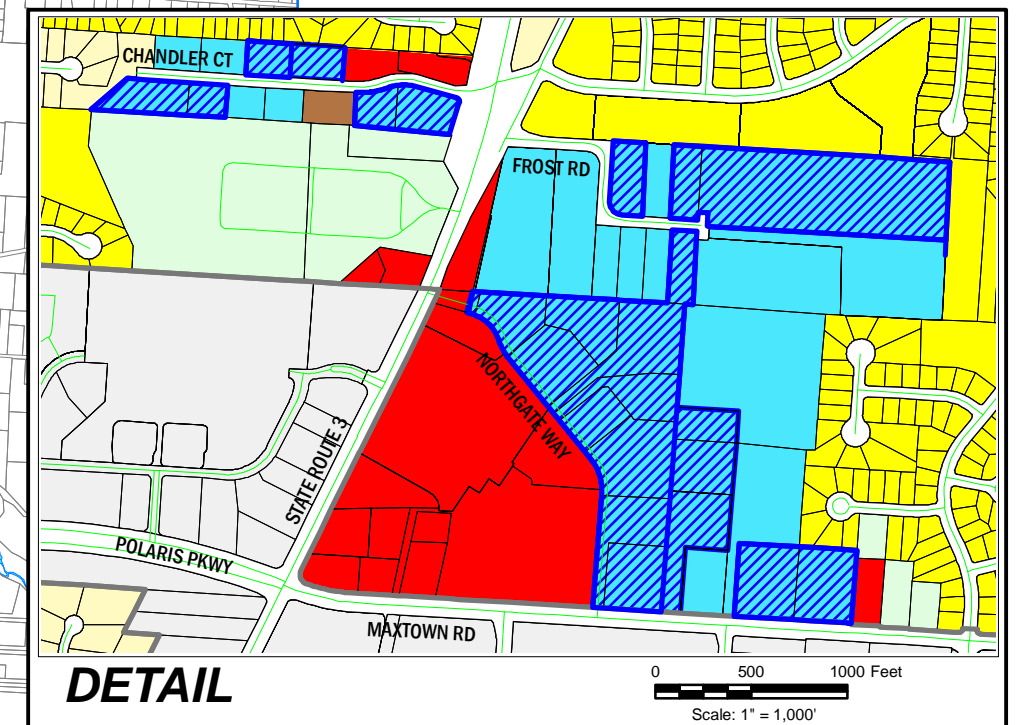 CHANDLER CT
FROST RD
NORTHGATE WAY
STATE ROUTE 3
POLARIS PKWY
MAXTOWN RD
DETAIL
0 500 1000 Feet
Scale: 1" = 1,000'